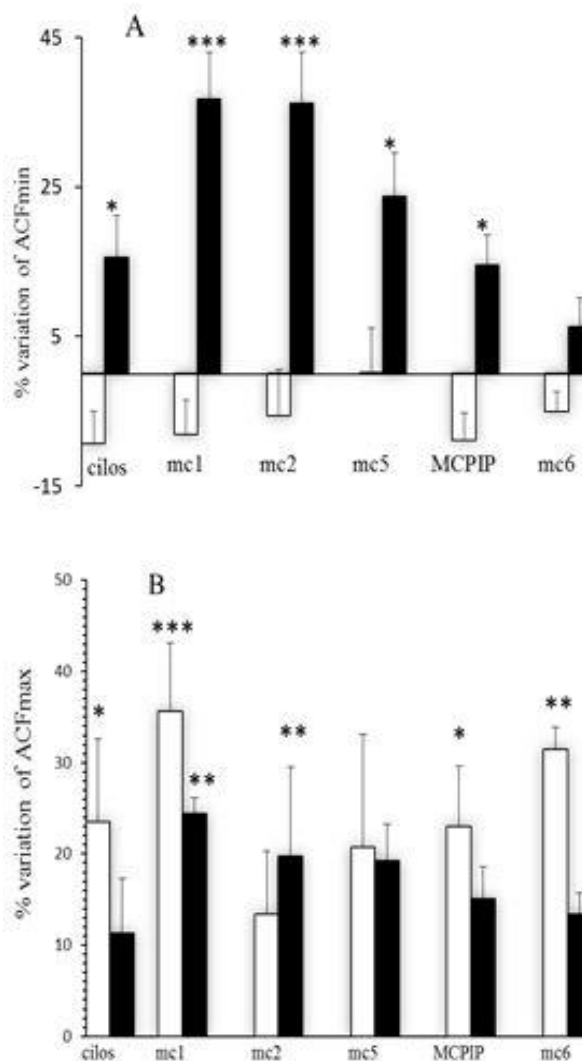 A
45
25
5
-15
% variation of ACFmin
*
***
***
*
*
cilos
mc1
mc2
mc5
MCPIP
mc6
B
50
40
30
20
10
0
% variation of ACFmax
*
***
**
**
*
**
cilos
mc1
mc2
mc5
MCPIP
mc6